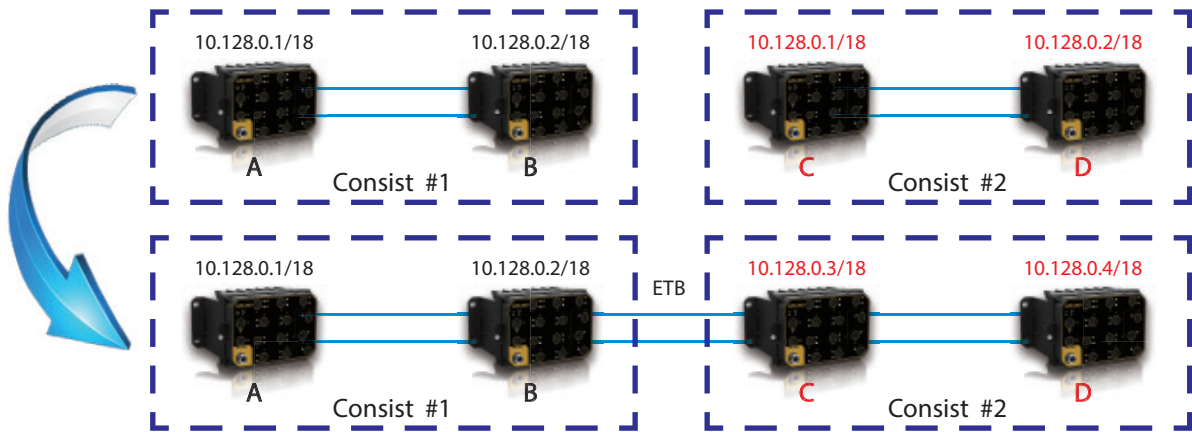 10.128.0.1/18 10.128.0.2/18 10.128.0.1/18 10.128.0.2/18
A B C D
Consist #1 Consist #2
10.128.0.1/18 10.128.0.2/18 ETB 10.128.0.3/18 10.128.0.4/18
A B C D
Consist #1 Consist #2